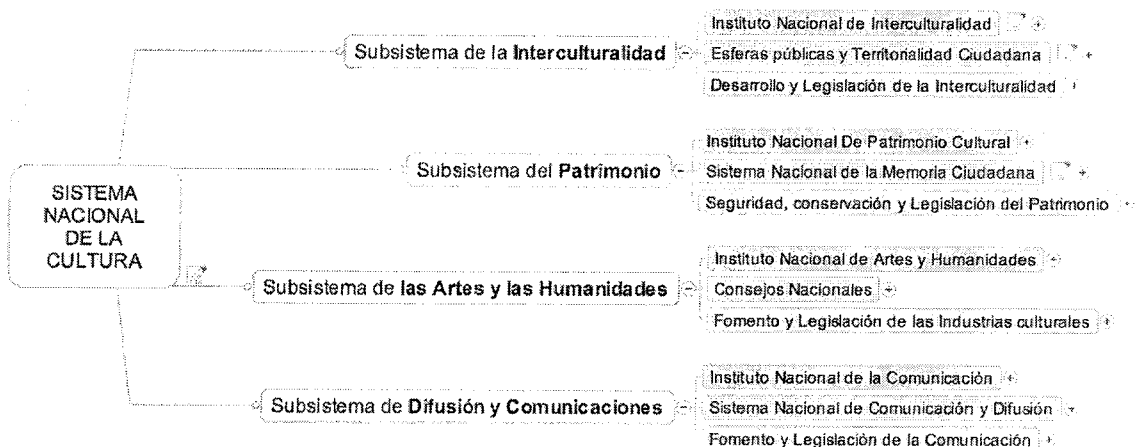 SISTEMA
NACIONAL
DE LA
CULTURA
Subsistema de la Interculturalidad
Instituto Nacional de Interculturalidad
Esferas públicas y Territorialidad Ciudadana
Desarrollo y Legislación de la Interculturalidad
Subsistema del Patrimonio
Instituto Nacional De Patrimonio Cultural
Sistema Nacional de la Memoria Ciudadana
Seguridad, conservación y Legislación del Patrimonio
Subsistema de las Artes y las Humanidades
Instituto Nacional de Artes y Humanidades
Consejos Nacionales
Fomento y Legislación de las Industrias culturales
Subsistema de Difusión y Comunicaciones
Instituto Nacional de la Comunicación
Sistema Nacional de Comunicación y Difusión
Fomento y Legislación de la Comunicación